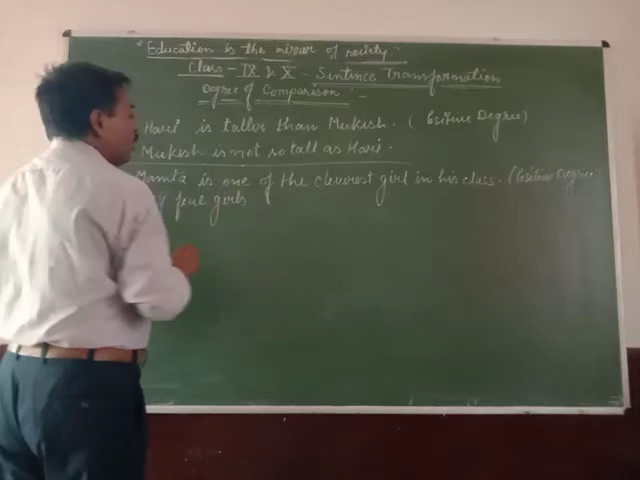 "Education is the mirror of society."
Class - IX & X - Sentence Transformation
Degree of Comparison :-
Hari is taller than Mukesh. (Positive Degree)
Mukesh is not so tall as Hari.
Mamta is one of the cleverest girl in his class. (Positive Degree
few girls